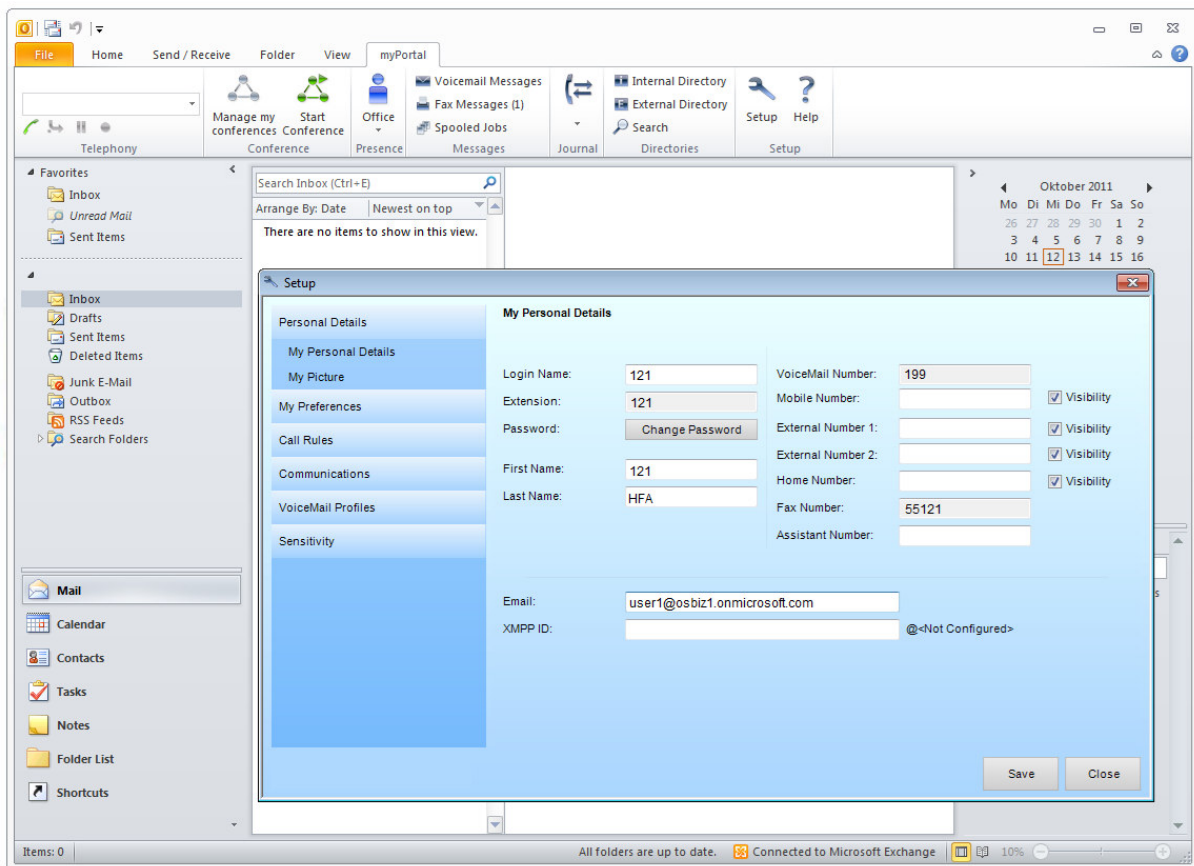 File Home Send / Receive Folder View myPortal
Manage my conferences
Start Conference
Office
Voicemail Messages
Fax Messages (1)
Spooled Jobs
Internal Directory
External Directory
Search
Setup Help
Telephony Conference Presence Messages Journal Directories Setup
Favorites
Inbox
Unread Mail
Sent Items
Inbox
Drafts
Sent Items
Deleted Items
Junk E-Mail
Outbox
RSS Feeds
Search Folders
Mail
Calendar
Contacts
Tasks
Notes
Folder List
Shortcuts
Search Inbox (Ctrl+E)
Arrange By: Date Newest on top
There are no items to show in this view.
Oktober 2011
Mo Di Mi Do Fr Sa So
26 27 28 29 30 1 2
3 4 5 6 7 8 9
10 11 12 13 14 15 16
Setup
Personal Details
My Personal Details
My Picture
My Preferences
Call Rules
Communications
VoiceMail Profiles
Sensitivity
My Personal Details
Login Name: 121
Extension: 121
Password: Change Password
First Name: 121
Last Name: HFA
VoiceMail Number: 199
Mobile Number: Visibility
External Number 1: Visibility
External Number 2: Visibility
Home Number: Visibility
Fax Number: 55121
Assistant Number:
Email: user1@osbiz1.onmicrosoft.com
XMPP ID: @<Not Configured>
Save Close
Items: 0 All folders are up to date. Connected to Microsoft Exchange 10%